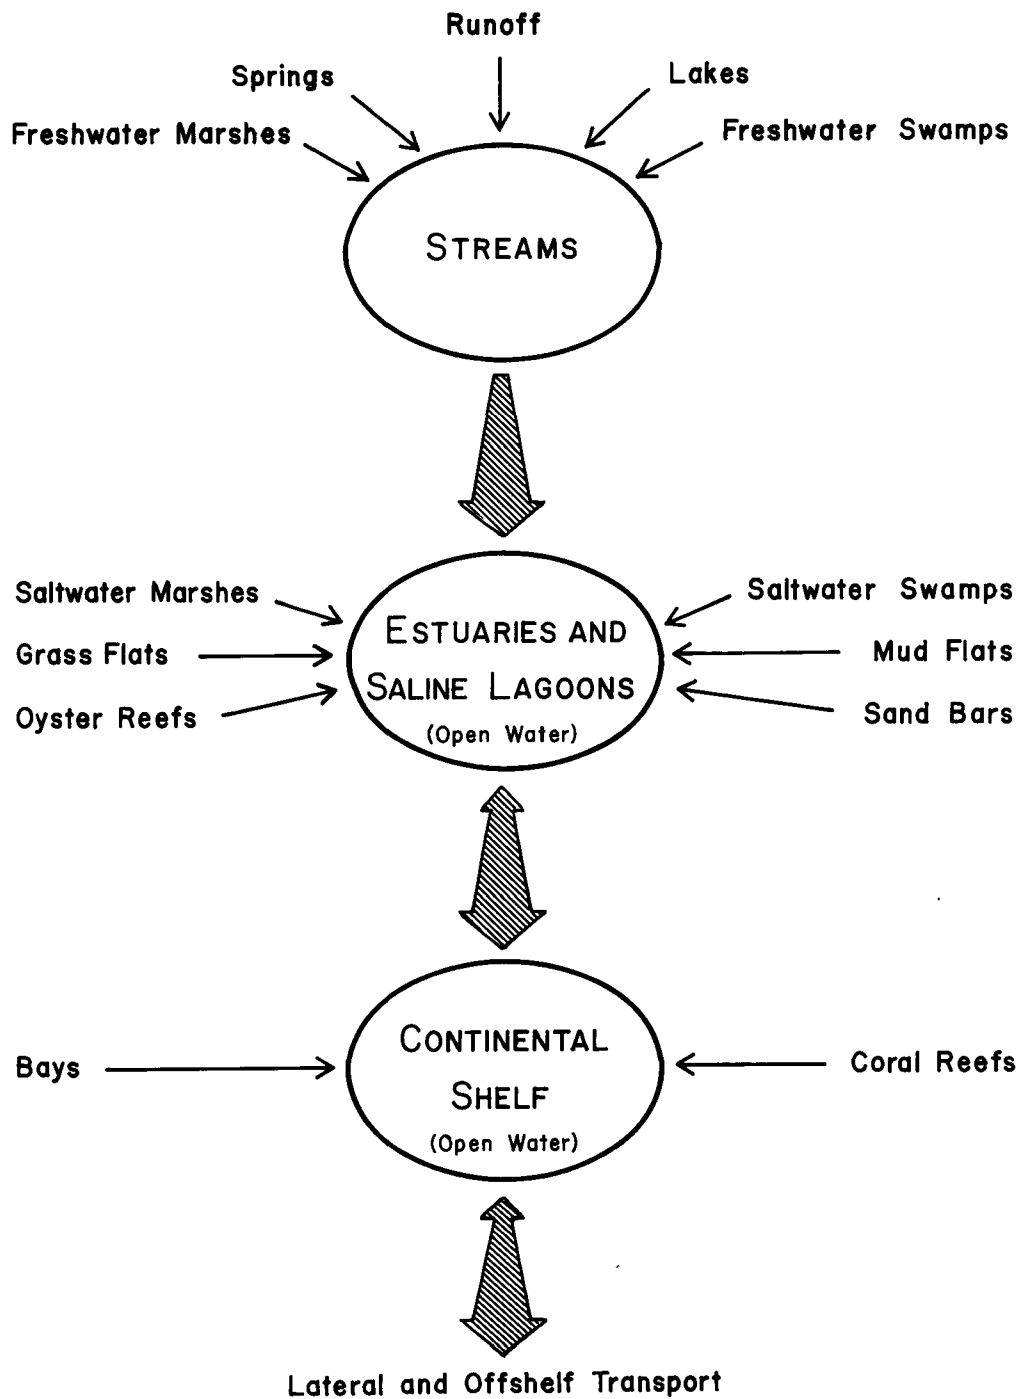 Runoff
Springs
Lakes
Freshwater Marshes
Freshwater Swamps
STREAMS
Saltwater Marshes
Saltwater Swamps
Grass Flats
Mud Flats
Oyster Reefs
Sand Bars
ESTUARIES AND
SALINE LAGOONS
(Open Water)
Bays
Coral Reefs
CONTINENTAL
SHELF
(Open Water)
Lateral and Offshelf Transport